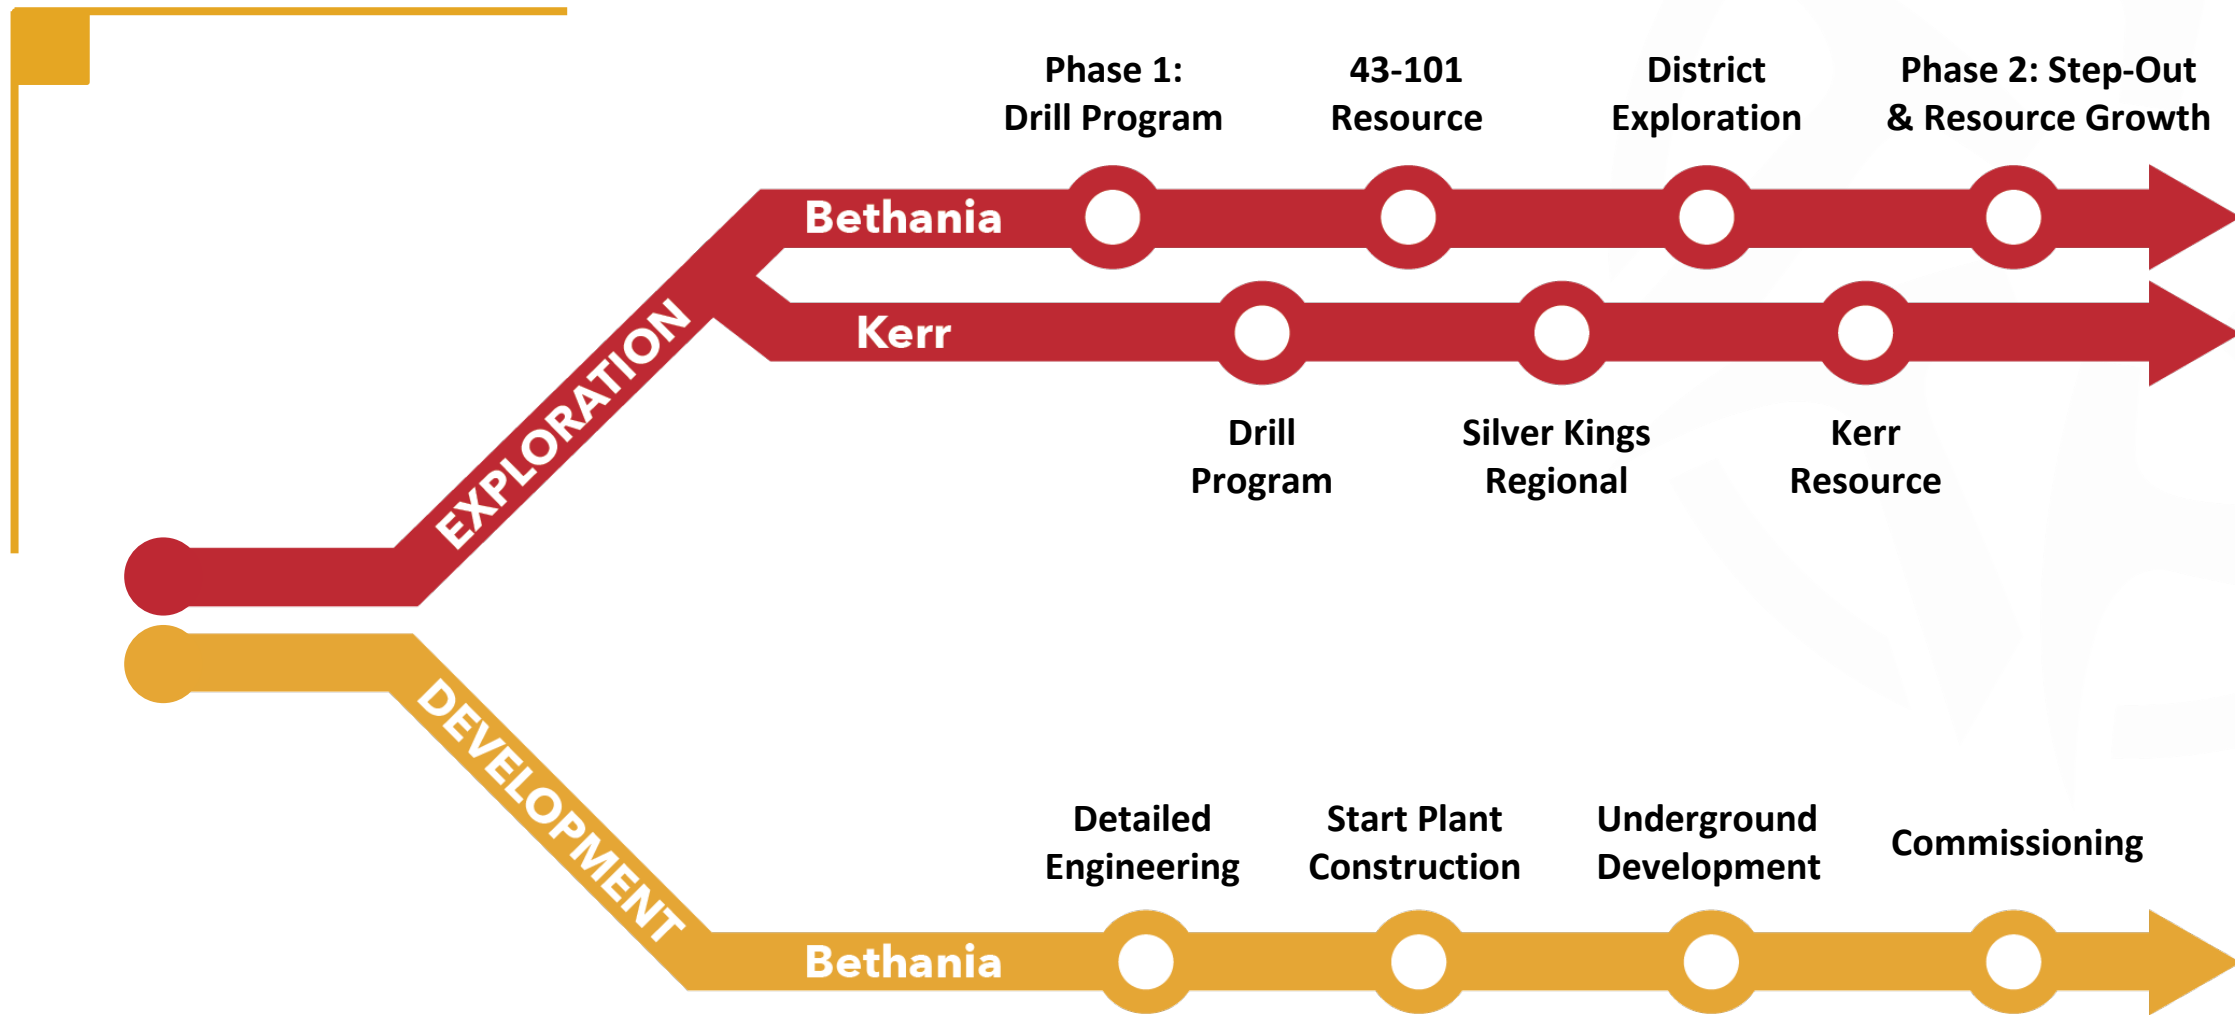 Phase 1:
Drill Program
43-101
Resource
District
Exploration
Phase 2: Step-Out
& Resource Growth
Bethania
Kerr
EXPLORATION
Drill
Program
Silver Kings
Regional
Kerr
Resource
DEVELOPMENT
Detailed
Engineering
Start Plant
Construction
Underground
Development
Commissioning
Bethania